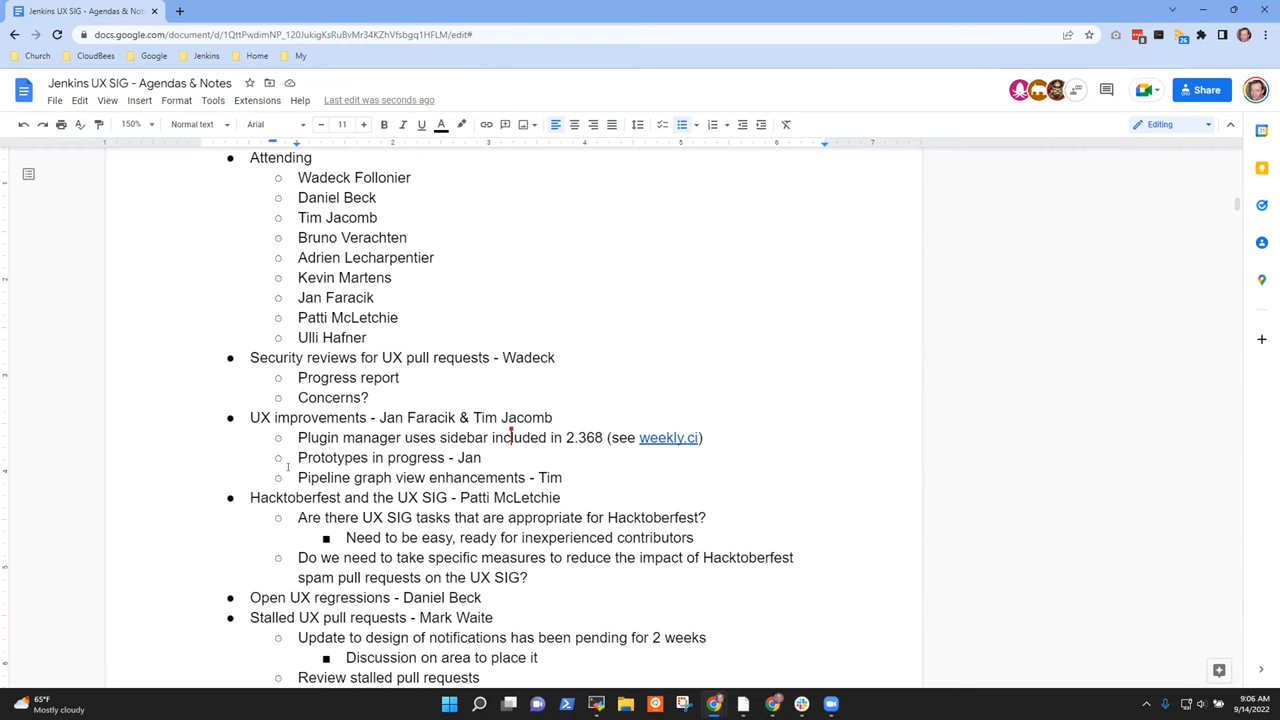 Jenkins UX SIG - Agendas & Notes
docs.google.com/document/d/1QttPwdimNP_120JukigKsRuBvMr34KZhVfsbgq1HFLM/edit#
Church CloudBees Google Jenkins Home My
Jenkins UX SIG - Agendas & Notes
File Edit View Insert Format Tools Extensions Help Last edit was seconds ago
Share
150% Normal text Arial 11 Editing
1 1 2 3 4 5 6 7
Attending
Wadeck Follonier
Daniel Beck
Tim Jacomb
Bruno Verachten
Adrien Lecharpentier
Kevin Martens
Jan Faracik
Patti McLetchie
Ulli Hafner
Security reviews for UX pull requests - Wadeck
Progress report
Concerns?
UX improvements - Jan Faracik & Tim Jacomb
Plugin manager uses sidebar included in 2.368 (see weekly.ci)
Prototypes in progress - Jan
Pipeline graph view enhancements - Tim
Hacktoberfest and the UX SIG - Patti McLetchie
Are there UX SIG tasks that are appropriate for Hacktoberfest?
Need to be easy, ready for inexperienced contributors
Do we need to take specific measures to reduce the impact of Hacktoberfest
spam pull requests on the UX SIG?
Open UX regressions - Daniel Beck
Stalled UX pull requests - Mark Waite
Update to design of notifications has been pending for 2 weeks
Discussion on area to place it
Review stalled pull requests
65°F
Mostly cloudy
9:06 AM
9/14/2022